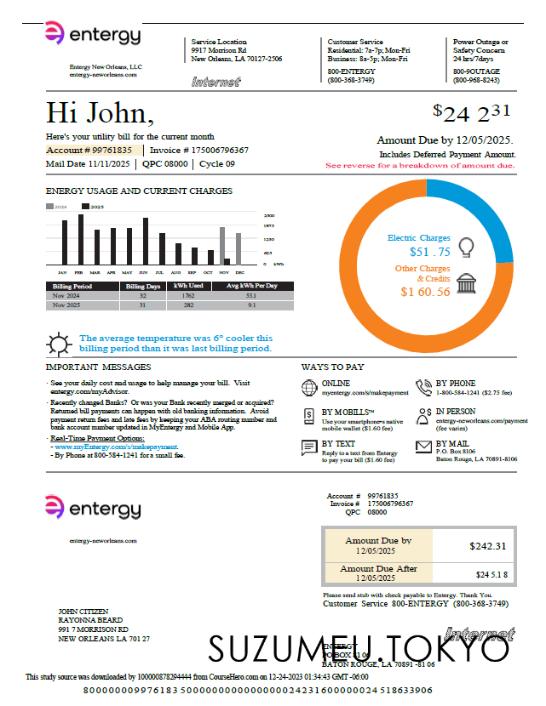 entergy
Entergy New Orleans, LLC
entergy-neworleans.com
Service Location
9917 Morrison Rd
New Orleans, LA 70127-2506
Internet
Customer Service
Residential: 7a-7p; Mon-Fri
Business: 8a-5p; Mon-Fri
800-ENTERGY
(800-368-3749)
Power Outage or
Safety Concern
24 hrs/7days
800-9OUTAGE
(800-968-8243)
Hi John,
Here's your utility bill for the current month
Account # 99761835 | Invoice # 175006796367
Mail Date 11/11/2025 | QPC 08000 | Cycle 09
$24 2 31
Amount Due by 12/05/2025.
Includes Deferred Payment Amount.
See reverse for a breakdown of amount due.
ENERGY USAGE AND CURRENT CHARGES
2024 2025
JAN FEB MAR APR MAY JUN JUL AUG SEP OCT NOV DEC
0 kWh
Billing Period Billing Days kWh Used Avg kWh Per Day
Nov 2024 32 1762 55.1
Nov 2025 31 282 9.1
Electric Charges
$51 . 75
Other Charges
& Credits
$1 60. 56
The average temperature was 6° cooler this
billing period than it was last billing period.
IMPORTANT MESSAGES
· See your daily cost and usage to help manage your bill. Visit
entergy.com/myAdvisor.
· Recently changed Banks? Or was your Bank recently merged or acquired?
Returned bill payments can happen with old banking information. Avoid
payment return fees and late fees by keeping your ABA routing number and
bank account number updated in MyEntergy and Mobile App.
· Real-Time Payment Options:
- www.myEntergy.com/makepayment.
- By Phone at 800-584-1241 for a small fee.
WAYS TO PAY
ONLINE
myentergy.com/s/makepayment
BY PHONE
1-800-584-1241 ($2.75 fee)
BY MOBILLS™
Use your smartphones native
mobile wallet ($1.60 fee)
IN PERSON
entergy-neworleans.com/payment
(fee varies)
BY TEXT
Reply to a text from Entergy
to pay your bill ($1.60 fee)
BY MAIL
P.O. Box 8106
Baton Rouge, LA 70891-8106
entergy
entergy-neworleans.com
Account # 99761835
Invoice # 175006796367
QPC 08000
Amount Due by
12/05/2025
$242.31
Amount Due After
12/05/2025
$24 5.1 8
Please send stub with check payable to Entergy. Thank You.
Customer Service 800-ENTERGY (800-368-3749)
JOHN CITIZEN
RAYONNA BEARD
991 7 MORRISON RD
NEW ORLEANS LA 701 27
Internet
SUZUMEU.TOKYO
ENTERGY
PO BOX 81 06
BATON ROUGE, LA 70891 -81 06
This study source was downloaded by 100000878294444 from CourseHero.com on 12-24-2023 01:34:43 GMT -06:00